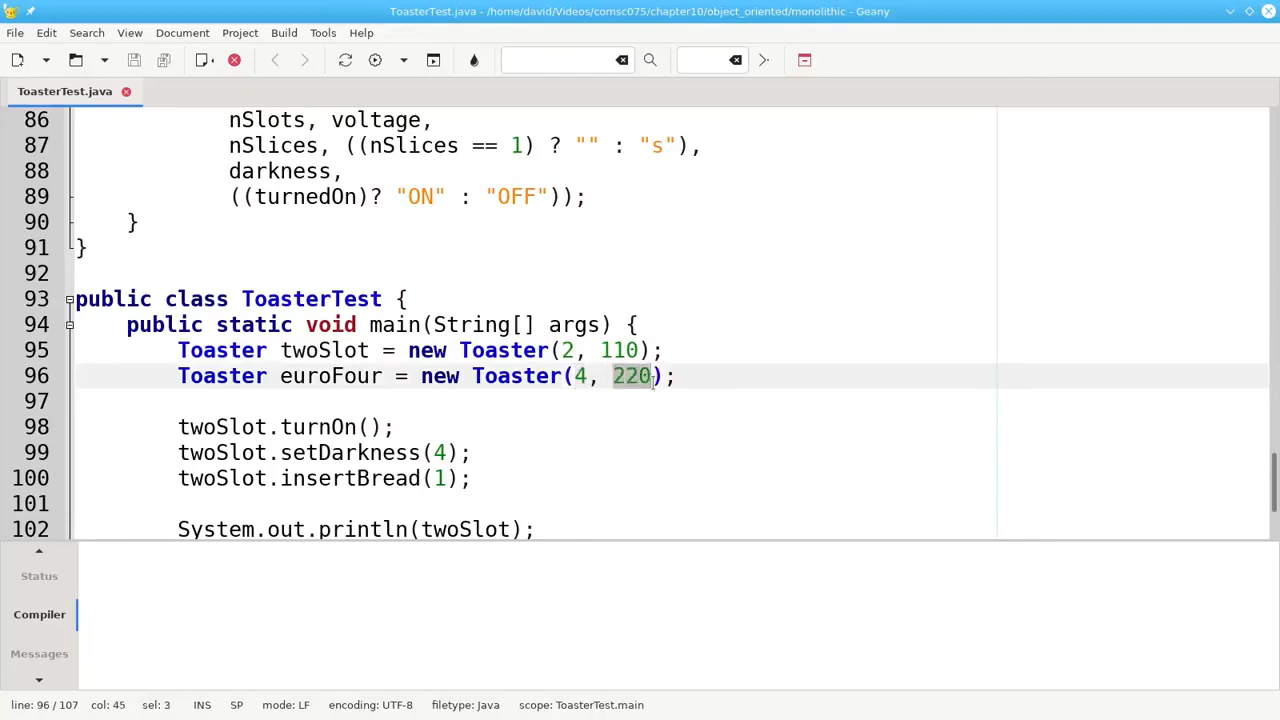 ToasterTest.java - /home/david/Videos/comsc075/chapter10/object_oriented/monolithic - Geany
File Edit Search View Document Project Build Tools Help
ToasterTest.java
86 nSlots, voltage,
87 nSlices, ((nSlices == 1) ? "" : "s"),
88 darkness,
89 ((turnedOn)? "ON" : "OFF"));
90 }
91 }
92
93 public class ToasterTest {
94 public static void main(String[] args) {
95 Toaster twoSlot = new Toaster(2, 110);
96 Toaster euroFour = new Toaster(4, 220);
97
98 twoSlot.turnOn();
99 twoSlot.setDarkness(4);
100 twoSlot.insertBread(1);
101
102 System.out.println(twoSlot);
Status
Compiler
Messages
line: 96 / 107 col: 45 sel: 3 INS SP mode: LF encoding: UTF-8 filetype: Java scope: ToasterTest.main